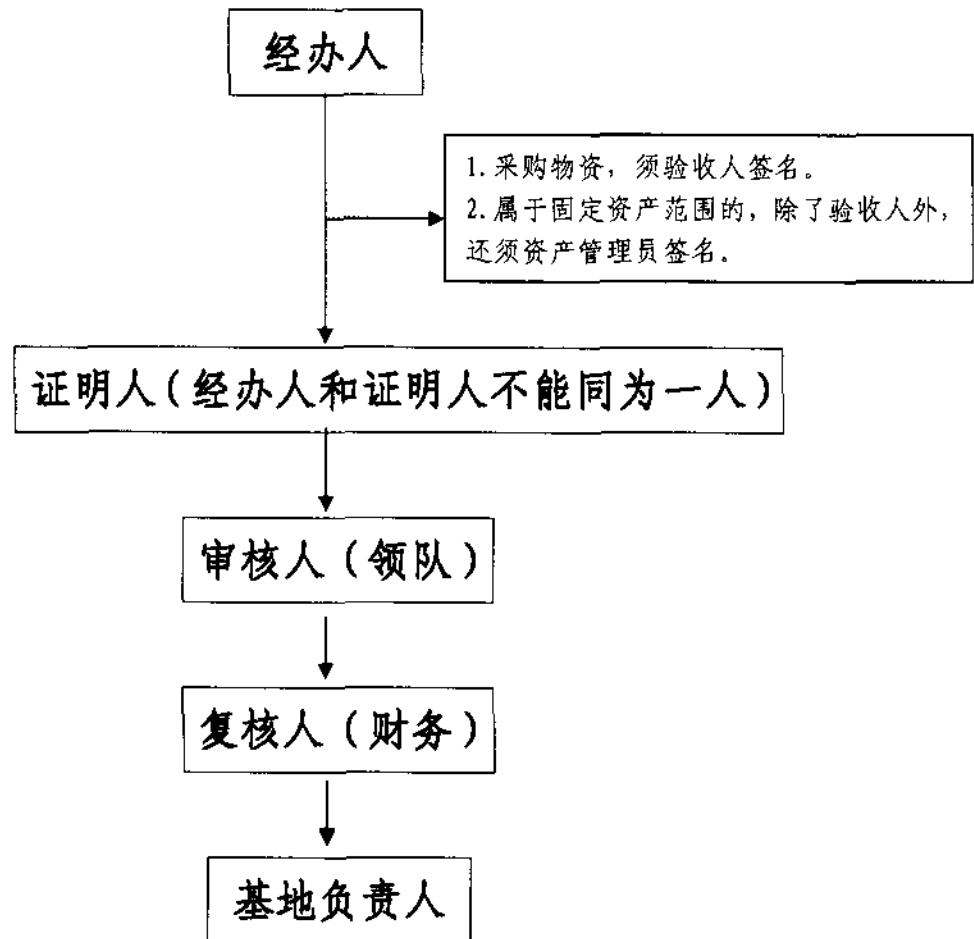 经办人
1.采购物资，须验收人签名。
2.属于固定资产范围的，除了验收人外，
还须资产管理员签名。
证明人（经办人和证明人不能同为一人）
审核人（领队）
复核人（财务）
基地负责人